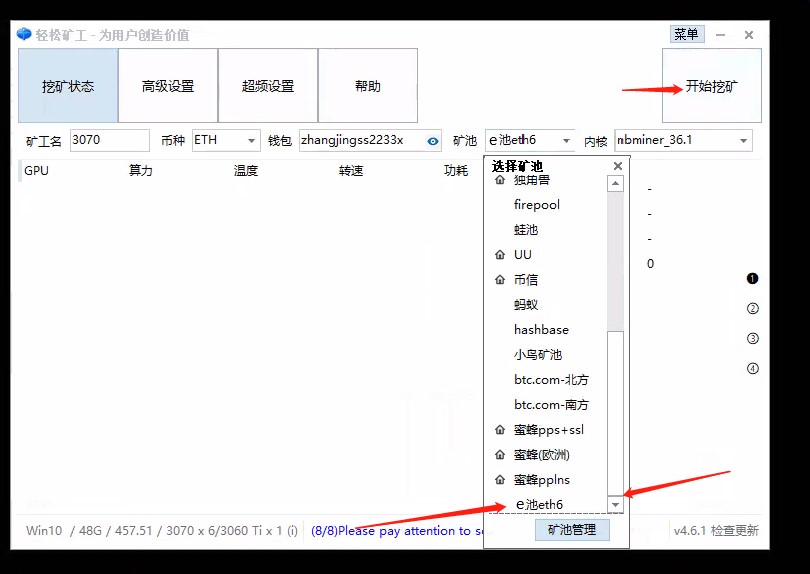 轻松矿工 - 为用户创造价值
菜单
挖矿状态
高级设置
超频设置
帮助
开始挖矿
矿工名 3070 币种 ETH 钱包 zhangjingss2233x 矿池 e池eth6 内核 nbminer_36.1
GPU 算力 温度 转速 功耗
选择矿池
独角兽
firepool
蛙池
UU
币信
蚂蚁
hashbase
小鸟矿池
btc.com-北方
btc.com-南方
蜜蜂pps+ssl
蜜蜂(欧洲)
蜜蜂pplns
e池eth6
矿池管理
-
-
-
0
❶
②
③
④
Win10 / 48G / 457.51 / 3070 x 6/3060 Ti x 1 (i) (8/8)Please pay attention to
v4.6.1 检查更新